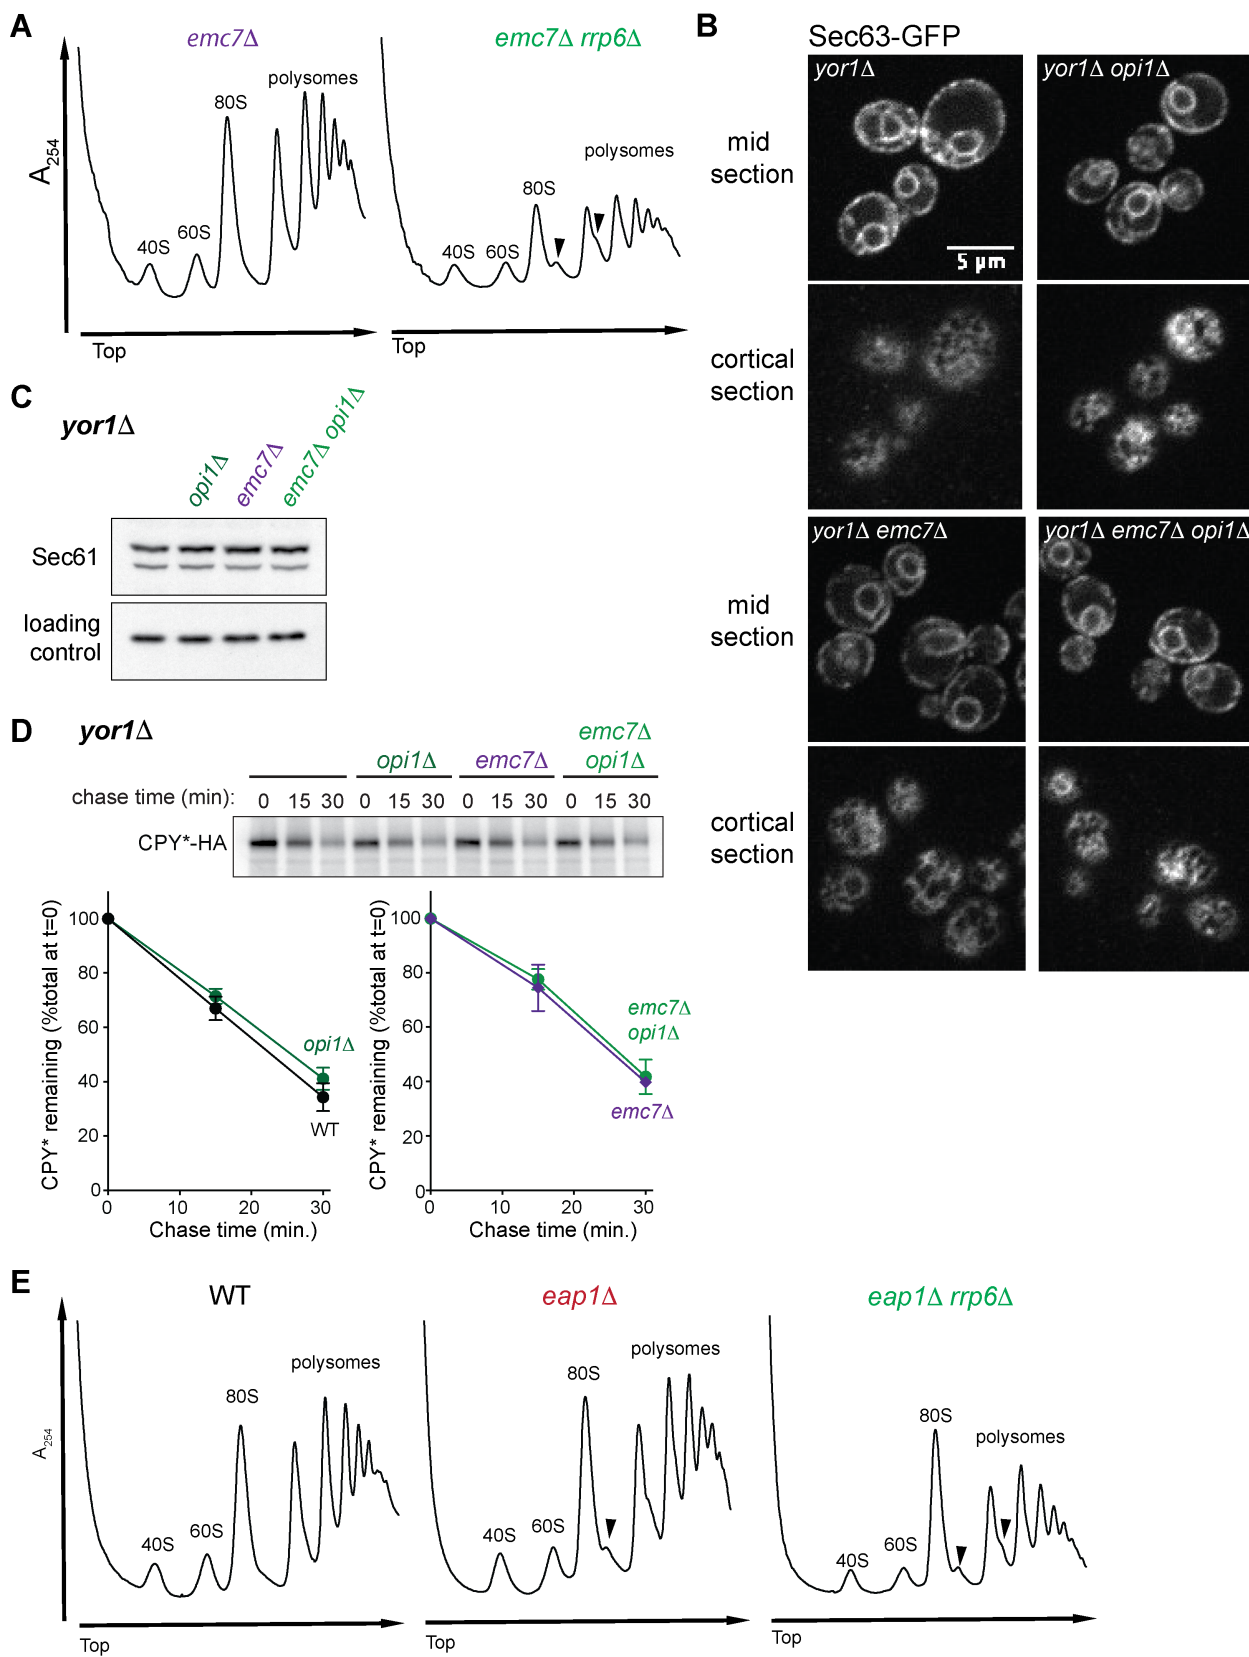 A
emc7Δ
emc7Δ rrp6Δ
A254
40S
60S
80S
polysomes
Top
40S
60S
80S
polysomes
Top
B
Sec63-GFP
yor1Δ
yor1Δ opi1Δ
mid
section
5 µm
cortical
section
yor1Δ emc7Δ
yor1Δ emc7Δ opi1Δ
mid
section
cortical
section
C
yor1Δ
opi1Δ
emc7Δ
emc7Δ opi1Δ
Sec61
loading
control
D
yor1Δ
opi1Δ
emc7Δ
emc7Δ
opi1Δ
chase time (min): 0 15 30 0 15 30 0 15 30 0 15 30
CPY*-HA
CPY* remaining (%total at t=0)
100
80
60
40
20
0
opi1Δ
WT
0 10 20 30
Chase time (min.)
CPY* remaining (%total at t=0)
100
80
60
40
20
0
emc7Δ
opi1Δ
emc7Δ
0 10 20 30
Chase time (min.)
E
WT
eap1Δ
eap1Δ rrp6Δ
A254
40S
60S
80S
polysomes
Top
40S
60S
80S
polysomes
Top
40S
60S
80S
polysomes
Top